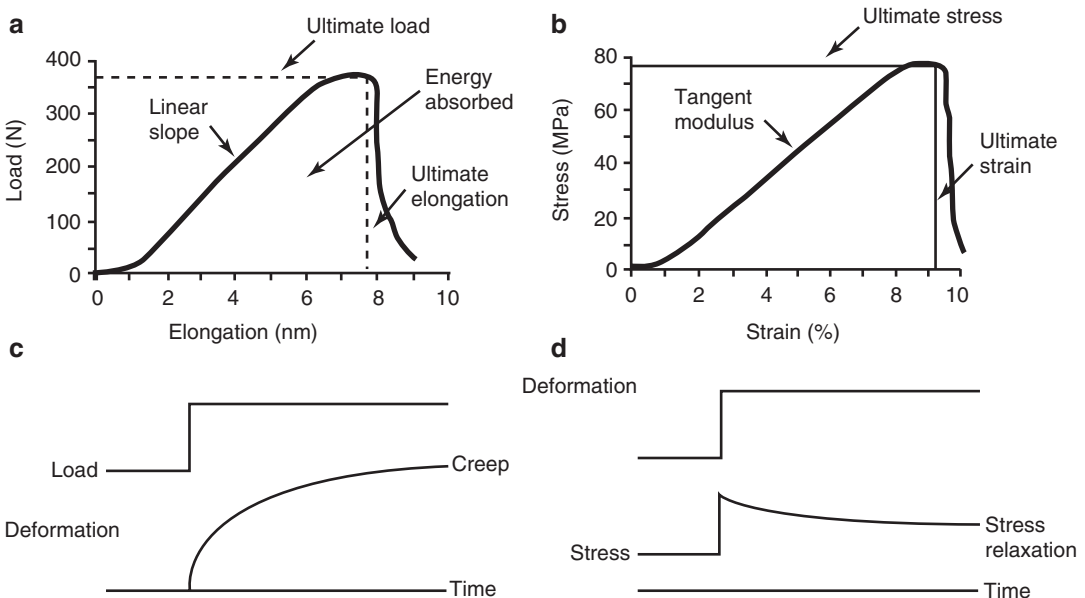 a
Ultimate load
400
300
200
100
0
Load (N)
Linear
slope
Energy
absorbed
Ultimate
elongation
0 2 4 6 8 10
Elongation (nm)
b
Ultimate stress
80
60
40
20
0
Stress (MPa)
Tangent
modulus
Ultimate
strain
0 2 4 6 8 10
Strain (%)
c
Load
Creep
Deformation
Time
d
Deformation
Stress
Stress
relaxation
Time